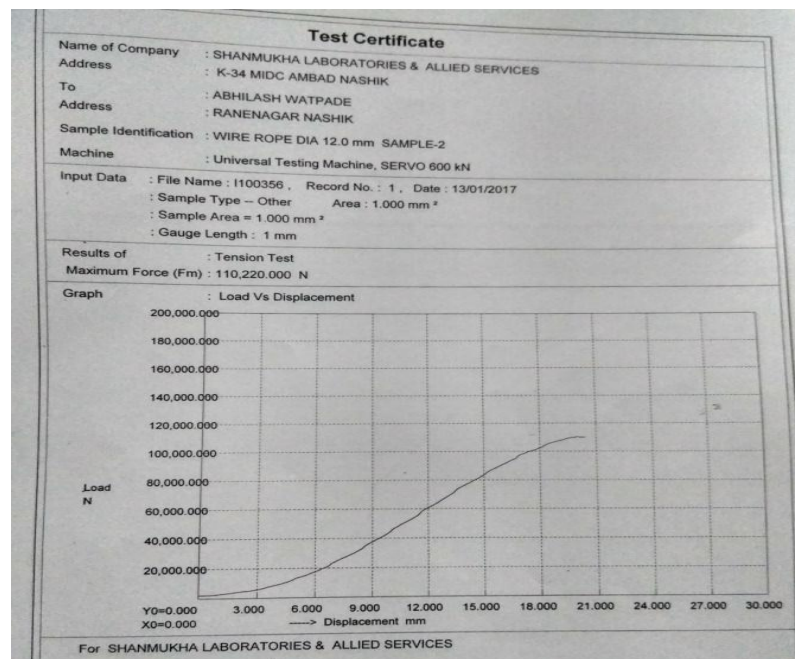 Test Certificate
Name of Company : SHANMUKHA LABORATORIES & ALLIED SERVICES
Address : K-34 MIDC AMBAD NASHIK
To : ABHILASH WATPADE
Address : RANENAGAR NASHIK
Sample Identification : WIRE ROPE DIA 12.0 mm SAMPLE-2
Machine : Universal Testing Machine, SERVO 600 kN
Input Data : File Name : I100356 , Record No. : 1 , Date : 13/01/2017
: Sample Type – Other Area : 1.000 mm ²
: Sample Area = 1.000 mm ²
: Gauge Length : 1 mm
Results of : Tension Test
Maximum Force (Fm) : 110,220.000 N
Graph : Load Vs Displacement
200,000.000
180,000.000
160,000.000
140,000.000
120,000.000
100,000.000
Load 80,000.000
N
60,000.000
40,000.000
20,000.000
Y0=0.000 3.000 6.000 9.000 12.000 15.000 18.000 21.000 24.000 27.000 30.000
X0=0.000 ----> Displacement mm
For SHANMUKHA LABORATORIES & ALLIED SERVICES